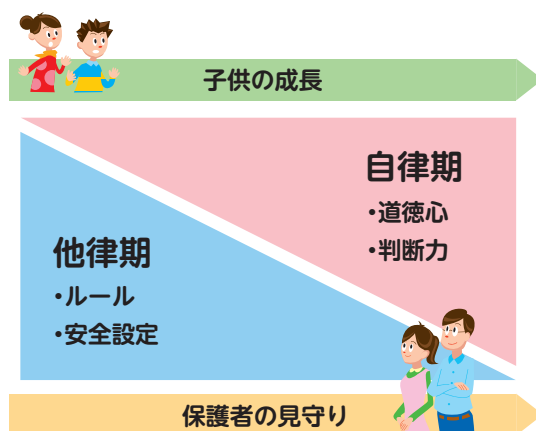 子供の成長
自律期
・道徳心
・判断力
他律期
・ルール
・安全設定
保護者の見守り